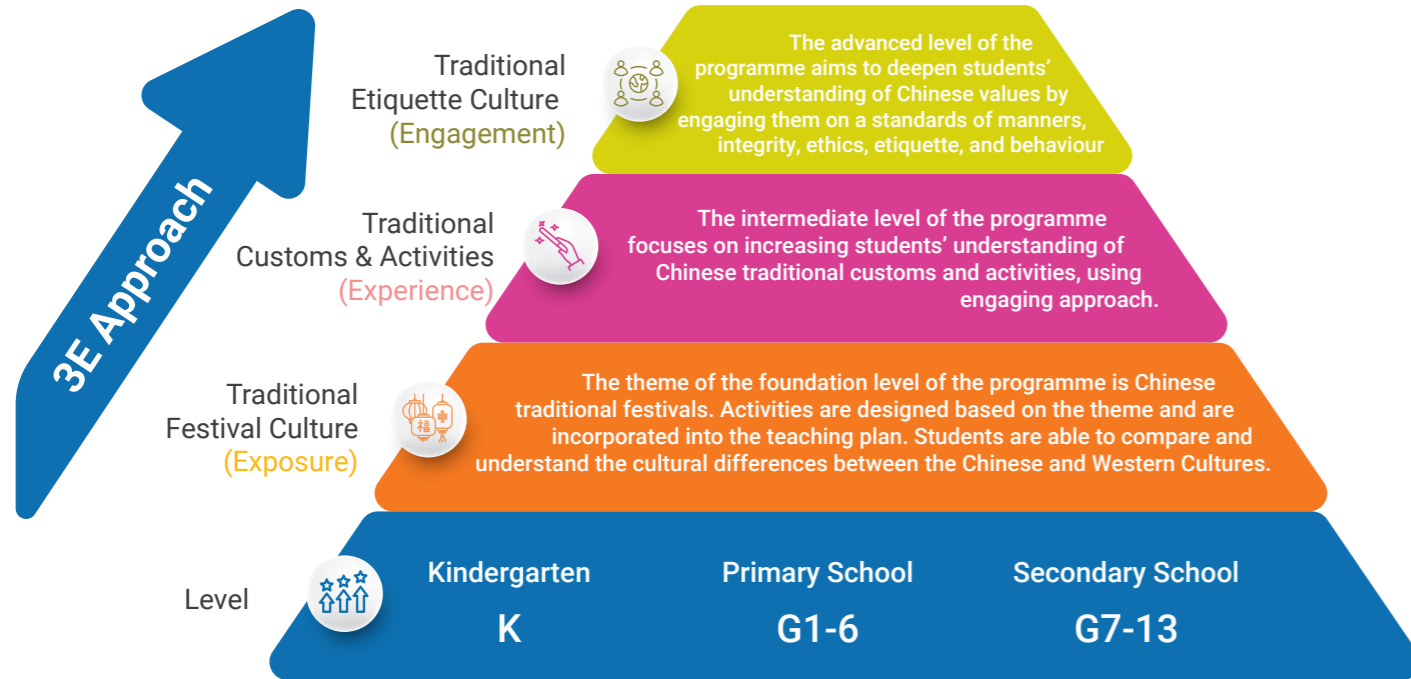 3E Approach
Traditional
Etiquette Culture
(Engagement)
The advanced level of the
programme aims to deepen students’
understanding of Chinese values by
engaging them on a standards of manners,
integrity, ethics, etiquette, and behaviour
Traditional
Customs & Activities
(Experience)
The intermediate level of the programme
focuses on increasing students’ understanding of
Chinese traditional customs and activities, using
engaging approach.
Traditional
Festival Culture
(Exposure)
福
The theme of the foundation level of the programme is Chinese
traditional festivals. Activities are designed based on the theme and are
incorporated into the teaching plan. Students are able to compare and
understand the cultural differences between the Chinese and Western Cultures.
Level
Kindergarten
K
Primary School
G1-6
Secondary School
G7-13